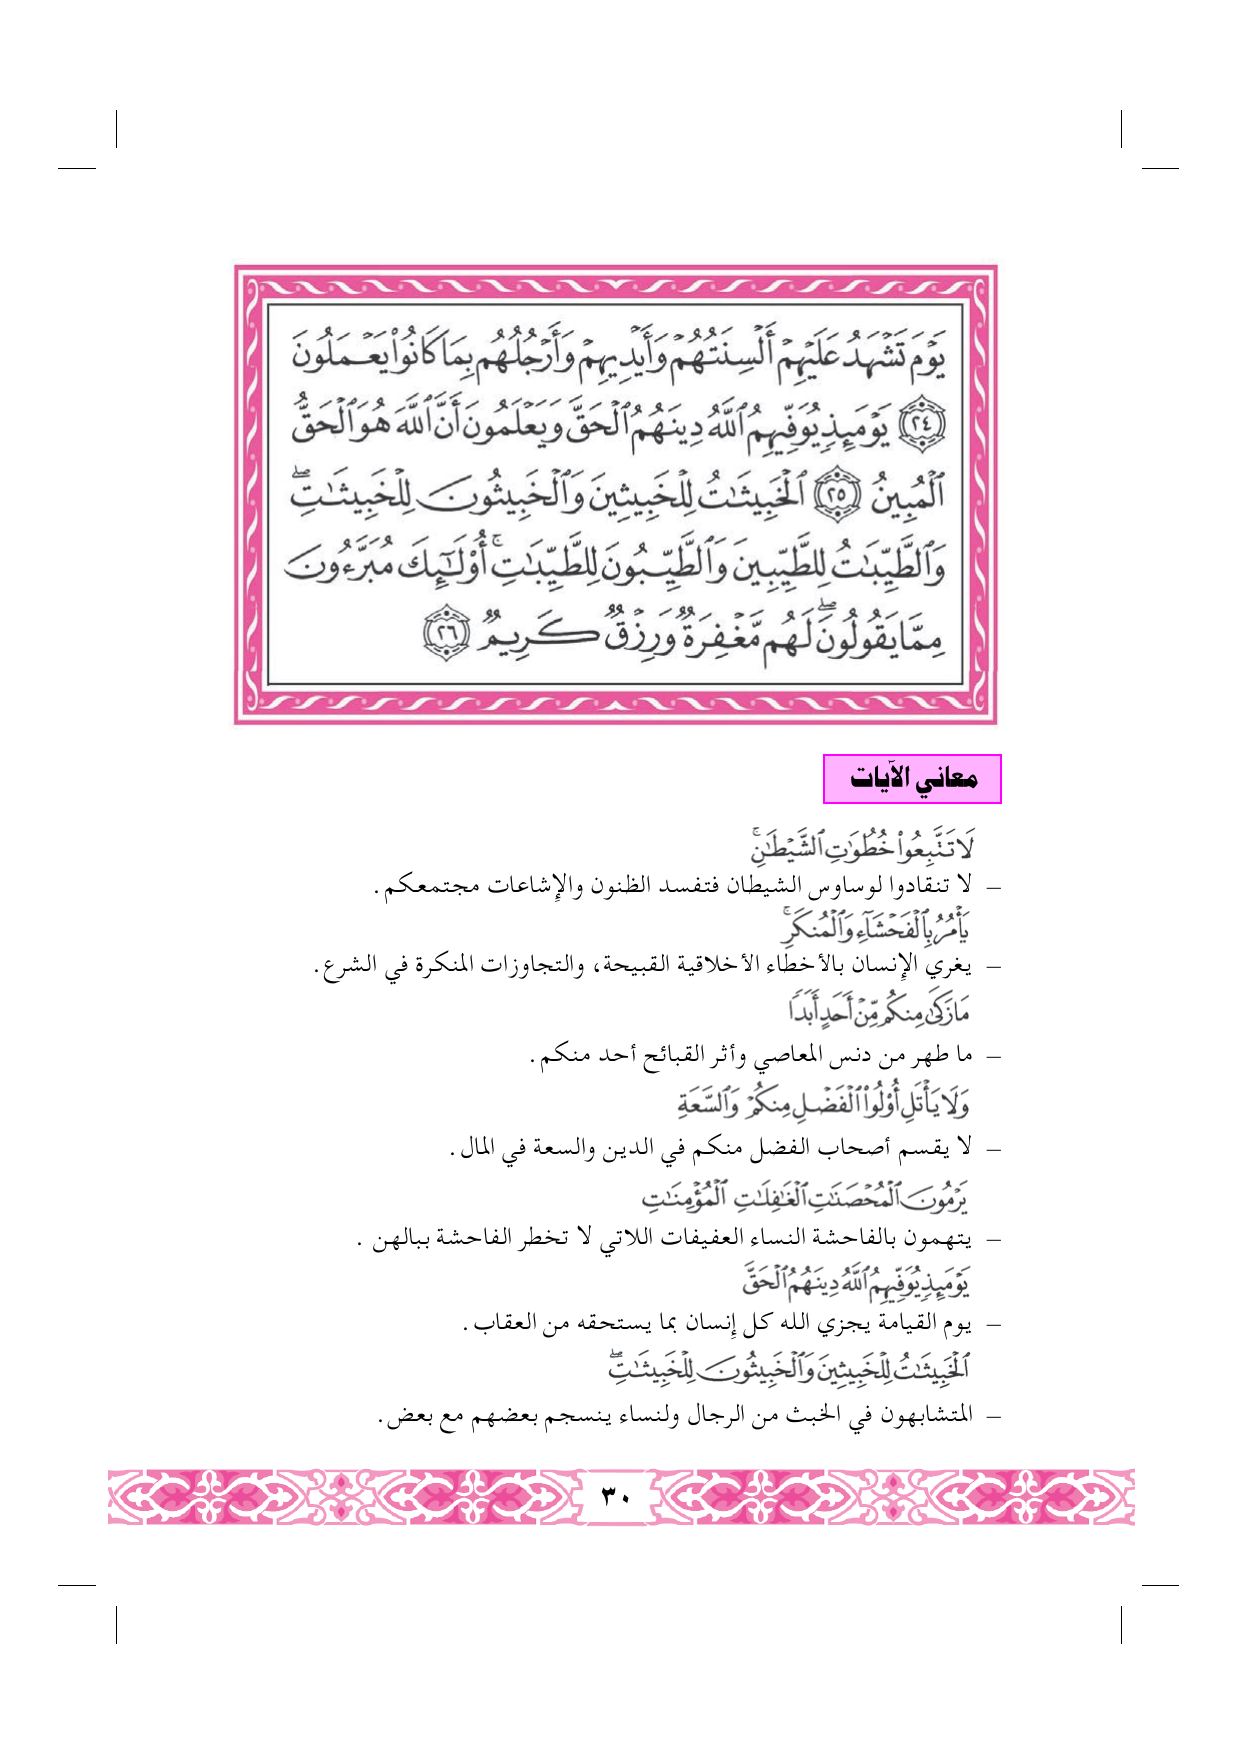 يَوْمَ تَشْهَدُ عَلَيْهِمْ أَلْسِنَتُهُمْ وَأَيْدِيهِمْ وَأَرْجُلُهُم بِمَا كَانُوا۟ يَعْمَلُونَ
﴿٢٤﴾ يَوْمَئِذٍ يُوَفِّيهِمُ ٱللَّهُ دِينَهُمُ ٱلْحَقَّ وَيَعْلَمُونَ أَنَّ ٱللَّهَ هُوَ ٱلْحَقُّ
ٱلْمُبِينُ ﴿٢٥﴾ ٱلْخَبِيثَٰتُ لِلْخَبِيثِينَ وَٱلْخَبِيثُونَ لِلْخَبِيثَٰتِ ۖ
وَٱلطَّيِّبَٰتُ لِلطَّيِّبِينَ وَٱلطَّيِّبُونَ لِلطَّيِّبَٰتِ ۚ أُو۟لَٰٓئِكَ مُبَرَّءُونَ
مِمَّا يَقُولُونَ ۖ لَهُم مَّغْفِرَةٌ وَرِزْقٌ كَرِيمٌ ﴿٢٦﴾
معاني الآيات
لَا تَتَّبِعُوا۟ خُطُوَٰتِ ٱلشَّيْطَٰنِ ۚ
– لا تنقادوا لوساوس الشيطان فتفسد الظنون والإشاعات مجتمعكم.
يَأْمُرُ بِٱلْفَحْشَآءِ وَٱلْمُنكَرِ ۚ
– يغري الإنسان بالأخطاء الأخلاقية القبيحة، والتجاوزات المنكرة في الشرع.
مَا زَكَىٰ مِنكُم مِّنْ أَحَدٍ أَبَدًا
– ما طهر من دنس المعاصي وأثر القبائح أحد منكم.
وَلَا يَأْتَلِ أُو۟لُوا۟ ٱلْفَضْلِ مِنكُمْ وَٱلسَّعَةِ
– لا يقسم أصحاب الفضل منكم في الدين والسعة في المال.
يَرْمُونَ ٱلْمُحْصَنَٰتِ ٱلْغَٰفِلَٰتِ ٱلْمُؤْمِنَٰتِ
– يتهمون بالفاحشة النساء العفيفات اللاتي لا تخطر الفاحشة ببالهن .
يَوْمَئِذٍ يُوَفِّيهِمُ ٱللَّهُ دِينَهُمُ ٱلْحَقَّ
– يوم القيامة يجزي الله كل إنسان بما يستحقه من العقاب.
ٱلْخَبِيثَٰتُ لِلْخَبِيثِينَ وَٱلْخَبِيثُونَ لِلْخَبِيثَٰتِ ۖ
– المتشابهون في الخبث من الرجال ولنساء ينسجم بعضهم مع بعض.
٣٠